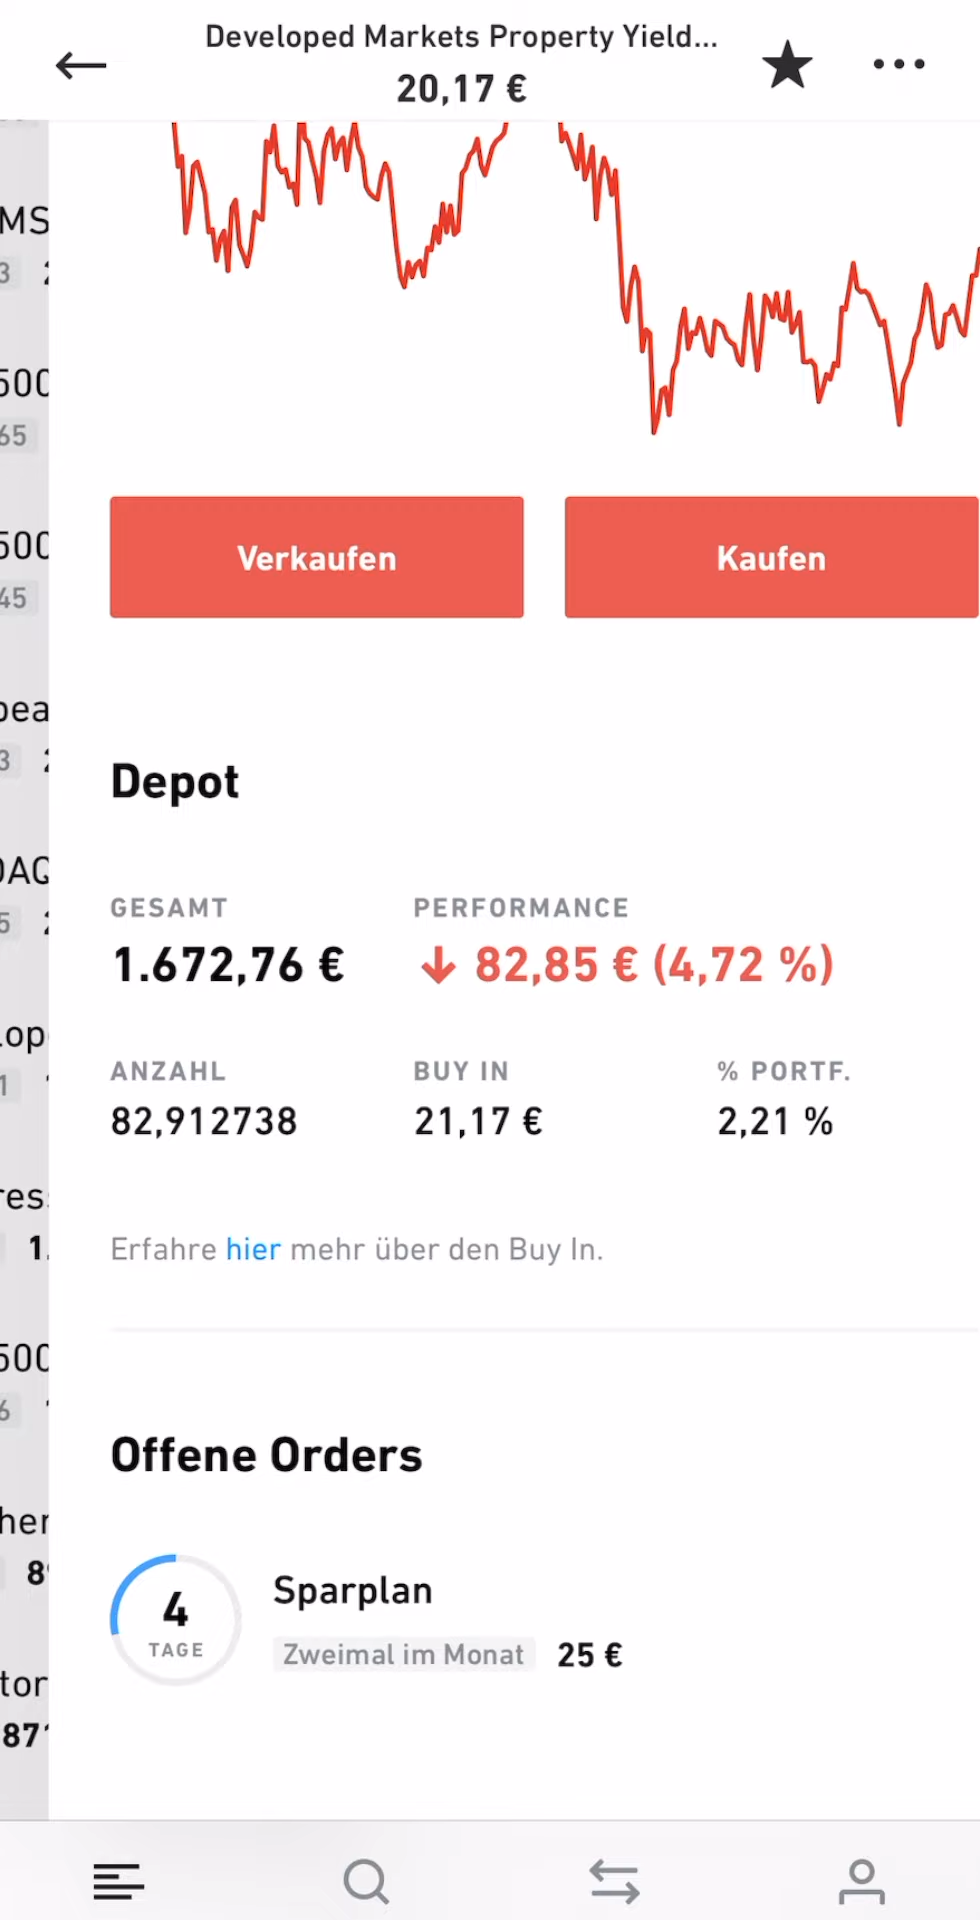 Developed Markets Property Yield...
20,17 €
Verkaufen
Kaufen
Depot
GESAMT
PERFORMANCE
1.672,76 €
82,85 € (4,72 %)
ANZAHL
BUY IN
% PORTF.
82,912738
21,17 €
2,21 %
Erfahre hier mehr über den Buy In.
Offene Orders
4
TAGE
Sparplan
Zweimal im Monat
25 €